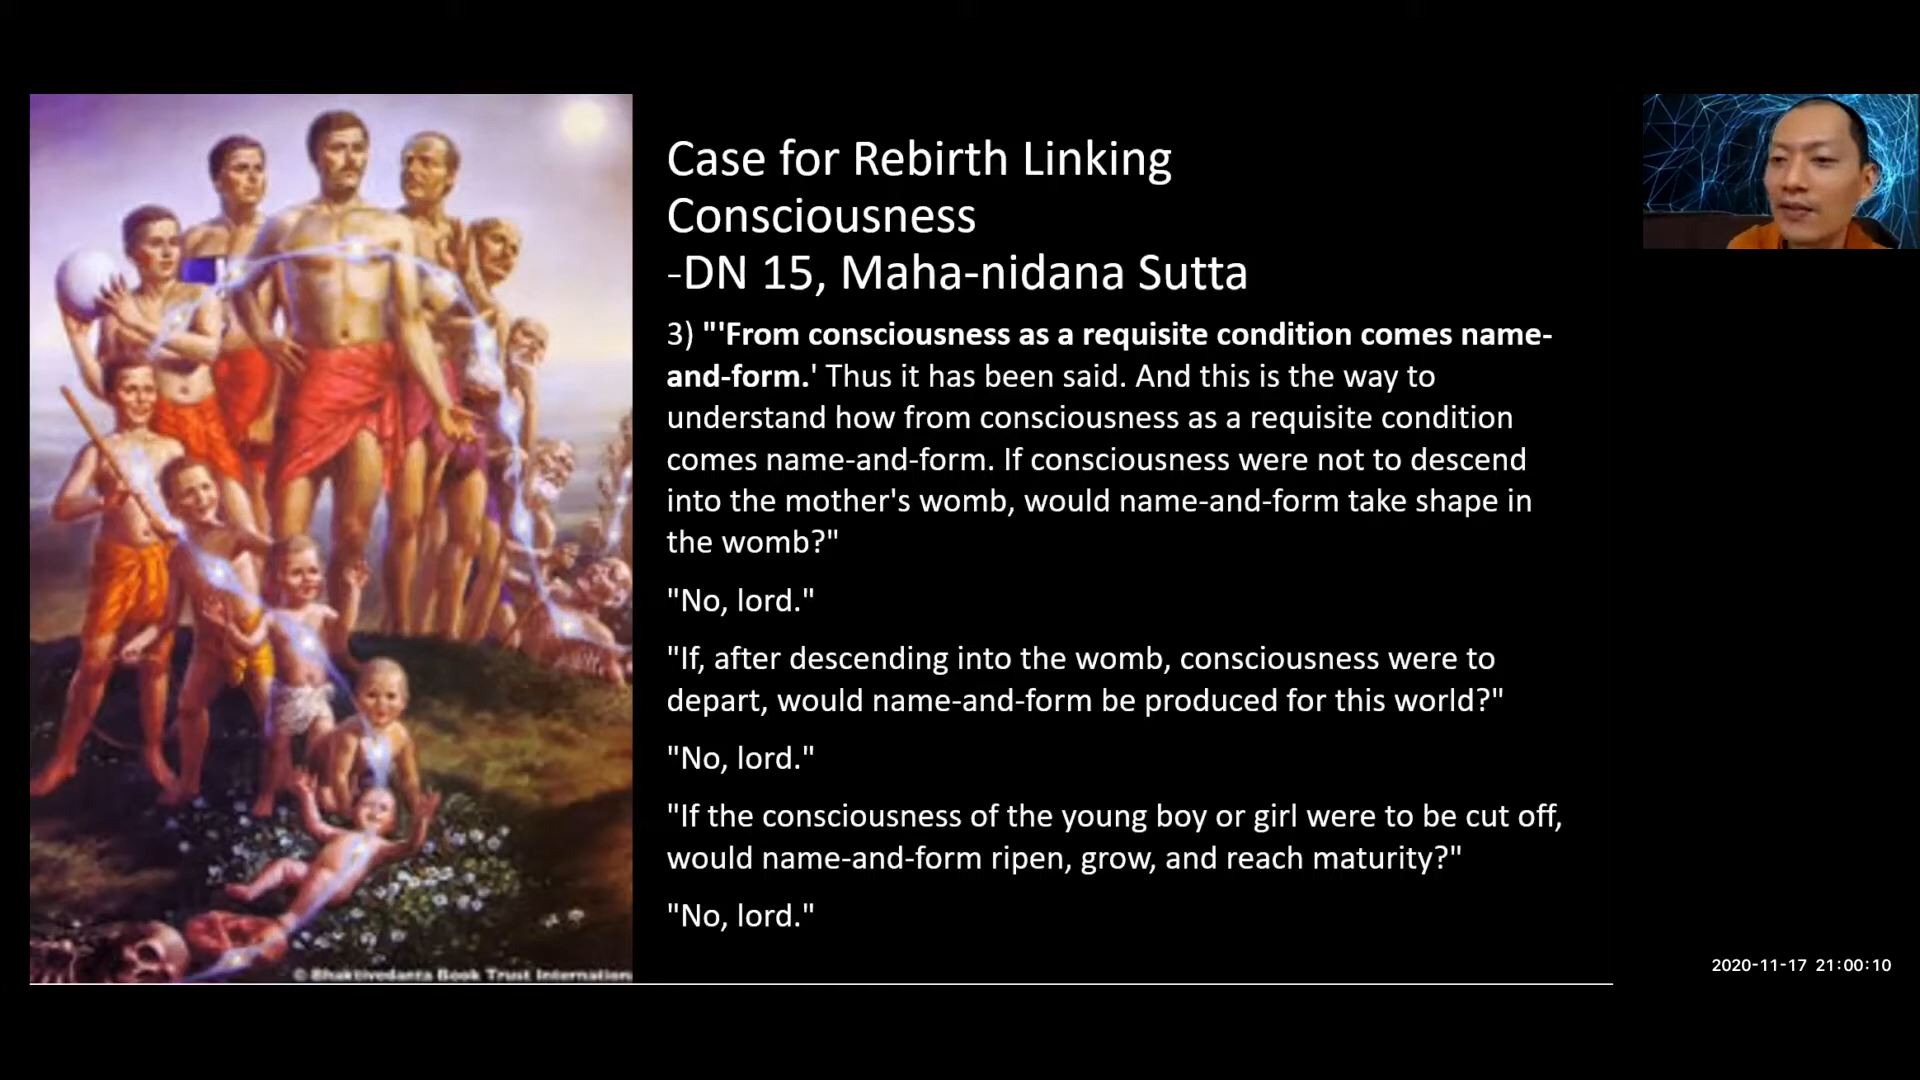 Case for Rebirth Linking
Consciousness
-DN 15, Maha-nidana Sutta
3) "'From consciousness as a requisite condition comes name-
and-form.' Thus it has been said. And this is the way to
understand how from consciousness as a requisite condition
comes name-and-form. If consciousness were not to descend
into the mother's womb, would name-and-form take shape in
the womb?"
"No, lord."
"If, after descending into the womb, consciousness were to
depart, would name-and-form be produced for this world?"
"No, lord."
"If the consciousness of the young boy or girl were to be cut off,
would name-and-form ripen, grow, and reach maturity?"
"No, lord."
© Bhaktivedanta Book Trust Internation
2020-11-17 21:00:10